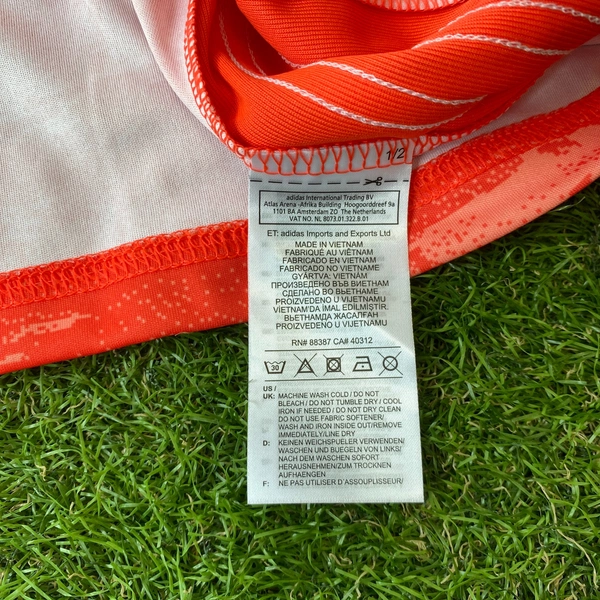 1/2
adidas International Trading BV
Atlas Arena -Afrika Building Hoogoorddreef 9a
1101 BA Amsterdam ZO The Netherlands
VAT NO. NL 8073.01.322.B.01
ET: adidas Imports and Exports Ltd
MADE IN VIETNAM
FABRIQUÉ AU VIÊTNAM
FABRICADO EN VIETNAM
FABRICADO NO VIETNAME
GYÁRTVA: VIETNAM
ПРОИЗВЕДЕНО ВЪВ ВИЕТНАМ
СДЕЛАНО ВО ВЬЕТНАМЕ
PROIZVEDENO U VIJETNAMU
VIETNAM'DA İMAL EDİLMİŞTİR.
ВЬЕТНАМДА ЖАСАЛҒАН
PROIZVEDENO U VIJETNAMU
RN# 88387 CA# 40312
30
US /
UK: MACHINE WASH COLD / DO NOT
BLEACH / DO NOT TUMBLE DRY / COOL
IRON IF NEEDED / DO NOT DRY CLEAN
DO NOT USE FABRIC SOFTENER/
WASH AND IRON INSIDE OUT/REMOVE
IMMEDIATELY/LINE DRY
D: KEINEN WEICHSPUELER VERWENDEN/
WASCHEN UND BUEGELN VON LINKS/
NACH DEM WASCHEN SOFORT
HERAUSNEHMEN/ZUM TROCKNEN
AUFHAENGEN
F: NE PAS UTILISER D'ASSOUPLISSEUR/